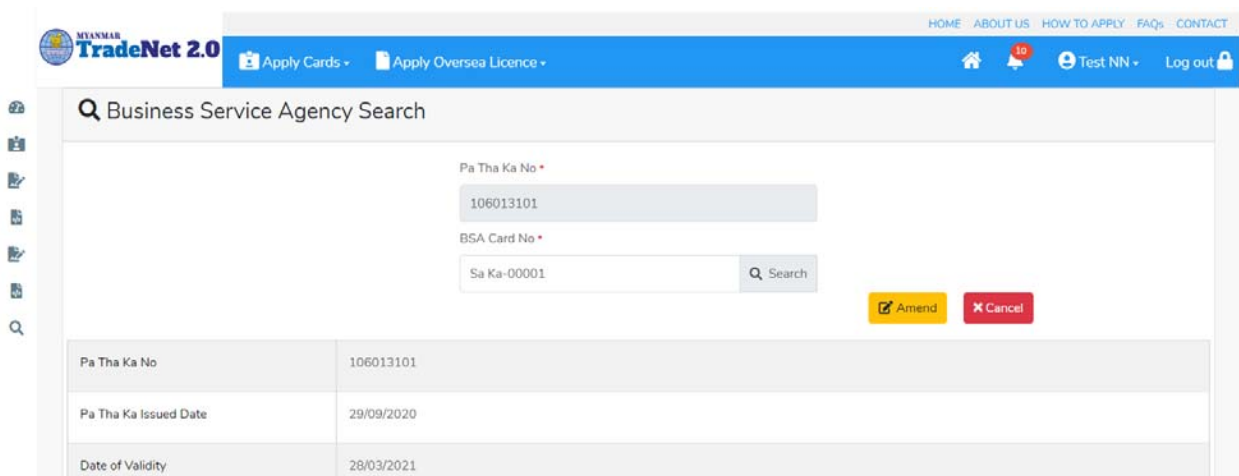 HOME ABOUT US HOW TO APPLY FAQs CONTACT
MYANMAR
TradeNet 2.0
Apply Cards
Apply Oversea Licence
10
Test NN
Log out
Business Service Agency Search
Pa Tha Ka No *
106013101
BSA Card No *
Sa Ka-00001 Search
Amend Cancel
Pa Tha Ka No 106013101
Pa Tha Ka Issued Date 29/09/2020
Date of Validity 28/03/2021